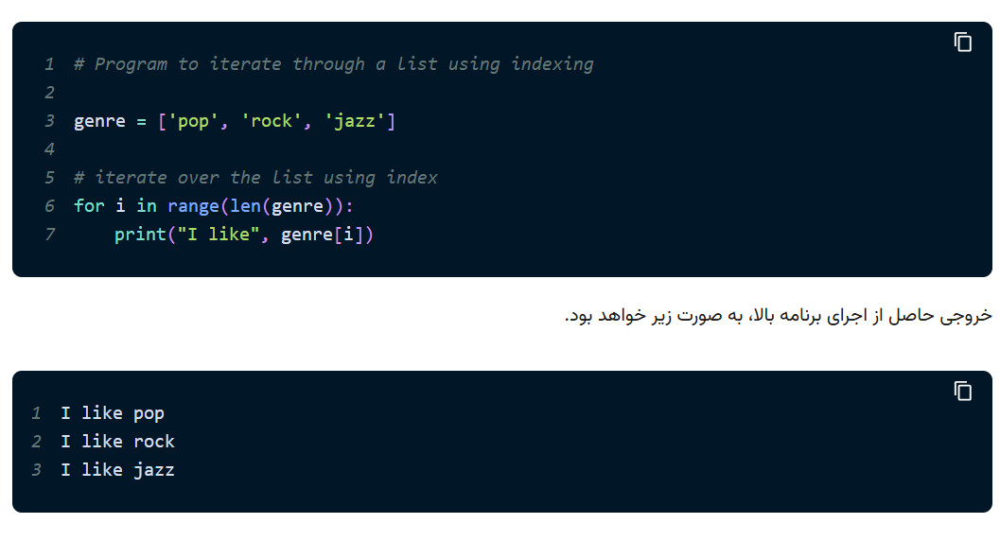 1 # Program to iterate through a list using indexing
2
3 genre = ['pop', 'rock', 'jazz']
4
5 # iterate over the list using index
6 for i in range(len(genre)):
7     print("I like", genre[i])
خروجی حاصل از اجرای برنامه بالا، به صورت زیر خواهد بود.
1 I like pop
2 I like rock
3 I like jazz